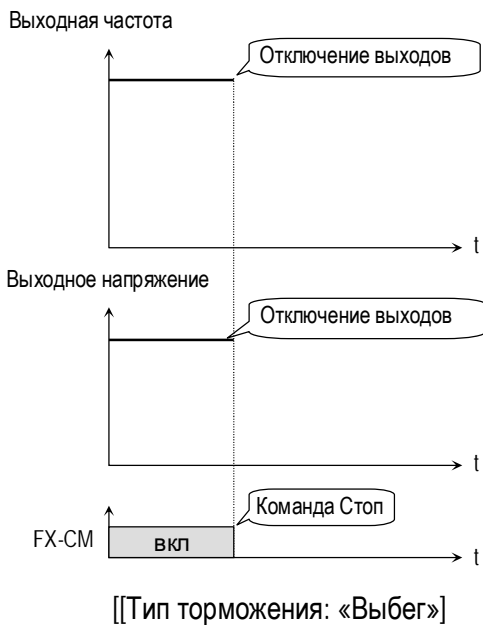 Выходная частота
Отключение выходов
t
Выходное напряжение
Отключение выходов
t
Команда Стоп
FX-CM
вкл
t
[[Тип торможения: «Выбег»]